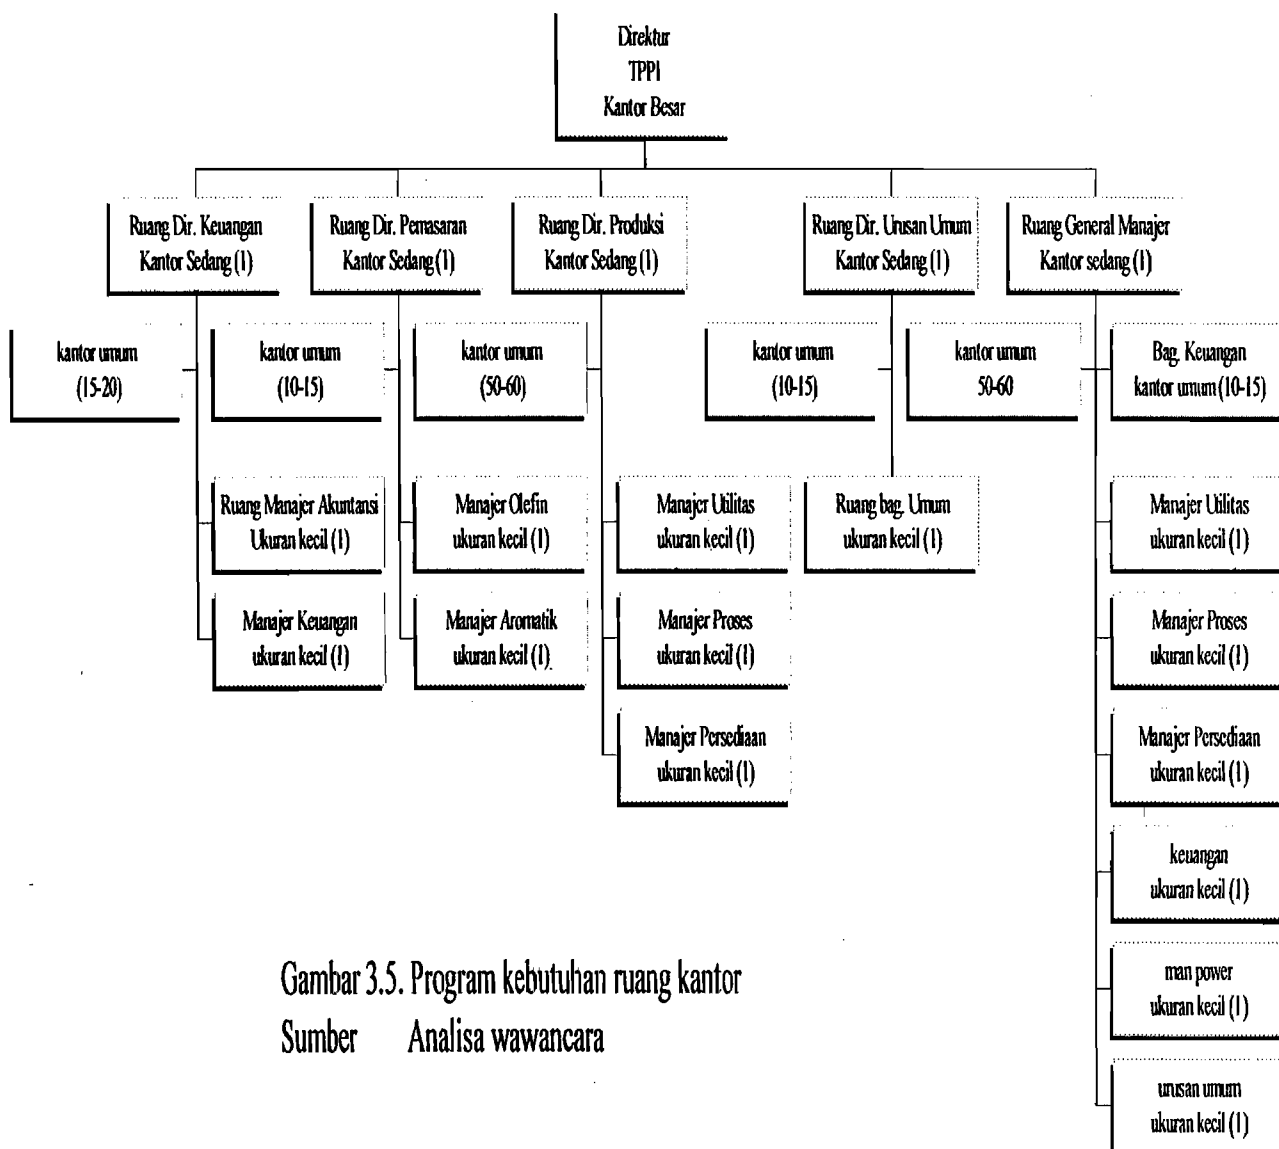 Direktur
TPPI
Kantor Besar
Ruang Dir. Keuangan
Kantor Sedang (1)
Ruang Dir. Pemasaran
Kantor Sedang (1)
Ruang Dir. Produksi
Kantor Sedang (1)
Ruang Dir. Urusan Umum
Kantor Sedang (1)
Ruang General Manajer
Kantor sedang (1)
kantor umum
(15-20)
kantor umum
(10-15)
kantor umum
(50-60)
kantor umum
(10-15)
kantor umum
50-60
Bag. Keuangan
kantor umum (10-15)
Ruang Manajer Akuntansi
Ukuran kecil (1)
Manajer Olefin
ukuran kecil (1)
Manajer Utilitas
ukuran kecil (1)
Ruang bag. Umum
ukuran kecil (1)
Manajer Utilitas
ukuran kecil (1)
Manajer Keuangan
ukuran kecil (1)
Manajer Aromatik
ukuran kecil (1)
Manajer Proses
ukuran kecil (1)
Manajer Proses
ukuran kecil (1)
Manajer Persediaan
ukuran kecil (1)
Manajer Persediaan
ukuran kecil (1)
keuangan
ukuran kecil (1)
man power
ukuran kecil (1)
urusan umum
ukuran kecil (1)
Gambar 3.5. Program kebutuhan ruang kantor
Sumber Analisa wawancara